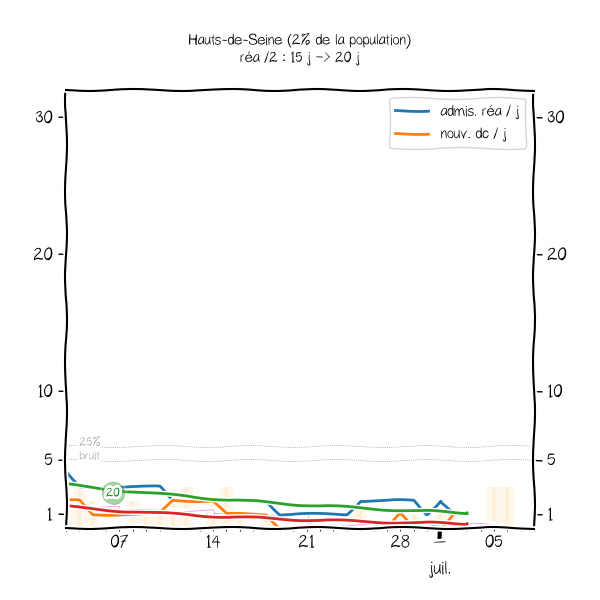 Hauts-de-Seine (2% de la population)
réa /2 : 15 j -> 20 j
admis. réa / j
nouv. dc / j
30
30
20
20
10
10
25%
bruit
5
5
20
1
1
07
14
21
28
05
juil.